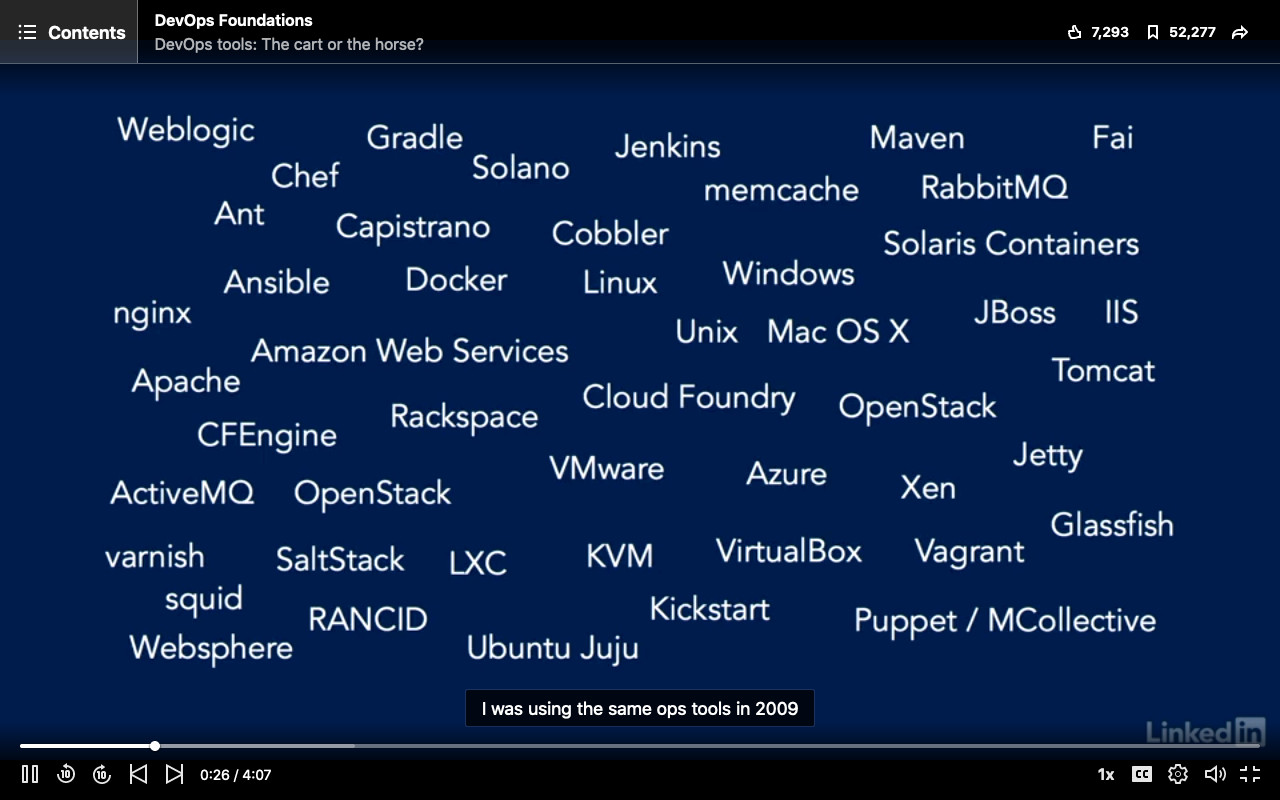 Contents
DevOps Foundations
DevOps tools: The cart or the horse?
7,293
52,277
Weblogic
Gradle
Jenkins
Maven
Fai
Chef
Solano
memcache
RabbitMQ
Ant
Capistrano
Cobbler
Solaris Containers
Ansible
Docker
Linux
Windows
nginx
Unix
Mac OS X
JBoss
IIS
Amazon Web Services
Tomcat
Apache
Cloud Foundry
OpenStack
Rackspace
CFEngine
Jetty
VMware
Azure
Xen
ActiveMQ
OpenStack
Glassfish
varnish
SaltStack
LXC
KVM
VirtualBox
Vagrant
squid
RANCID
Kickstart
Puppet / MCollective
Websphere
Ubuntu Juju
I was using the same ops tools in 2009
Linked in
10
10
0:26 / 4:07
1x
CC